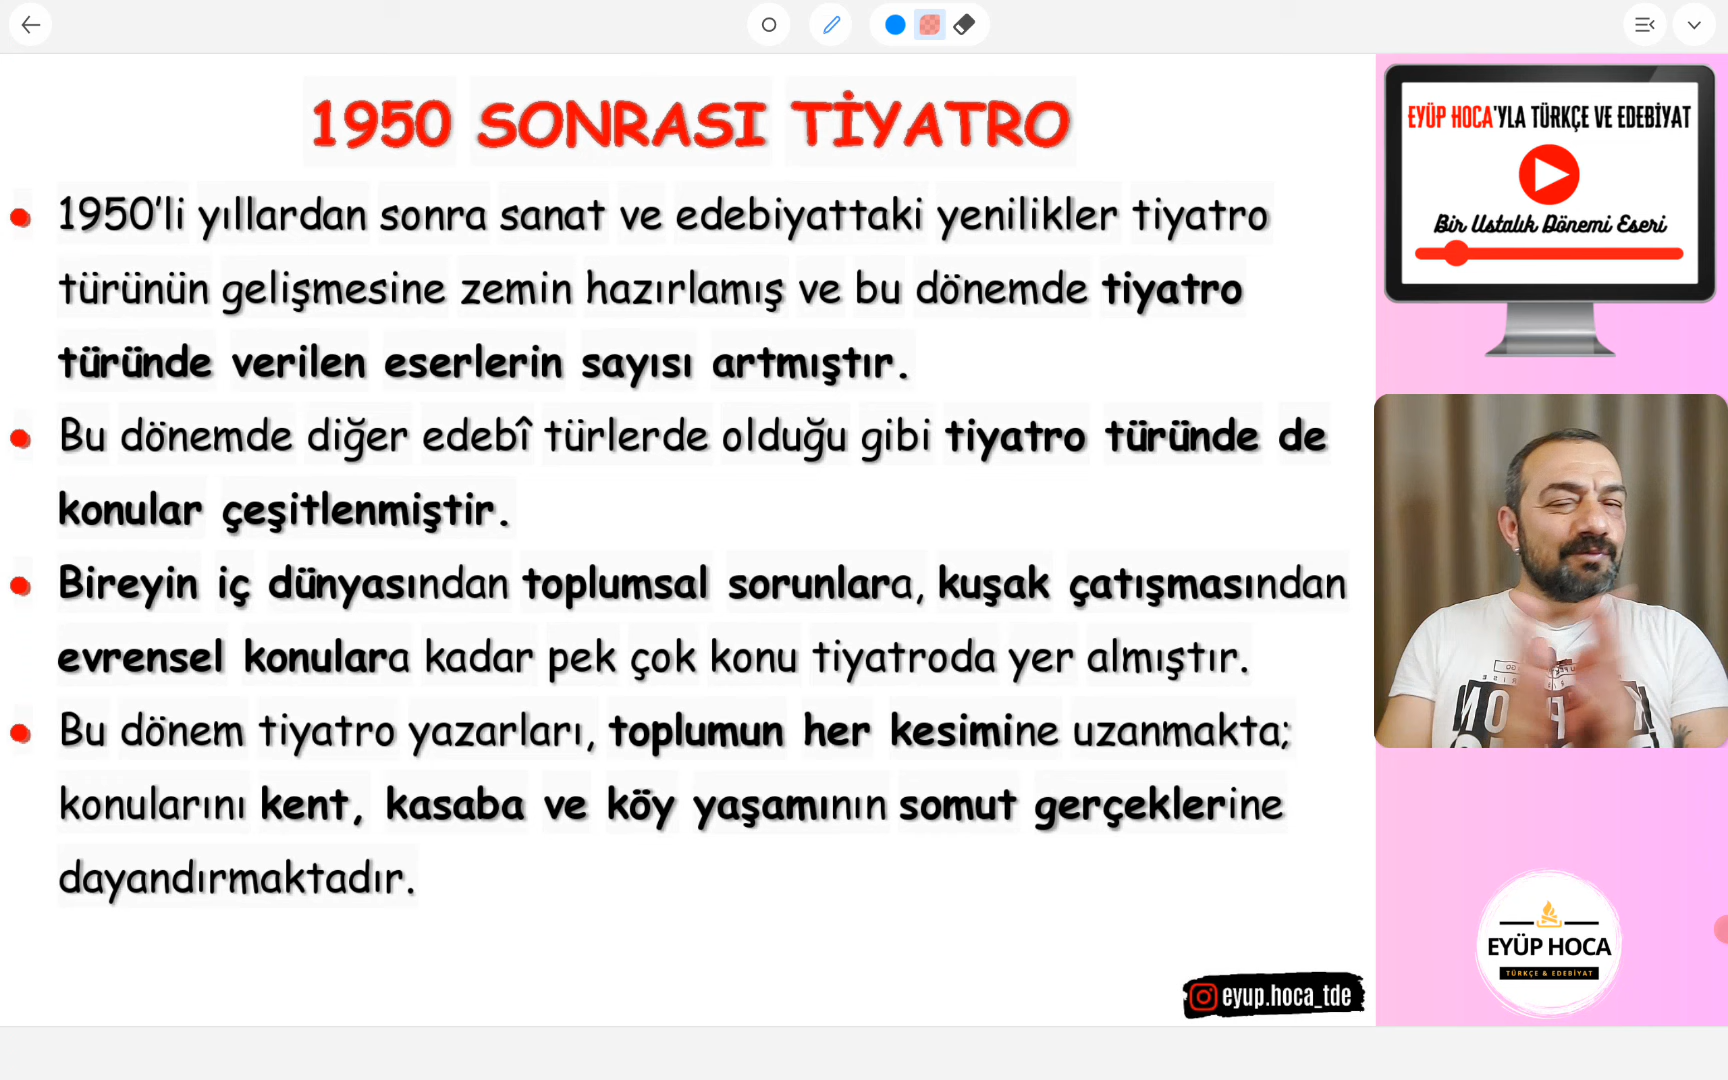 1950 SONRASI TİYATRO
1950'li yıllardan sonra sanat ve edebiyattaki yenilikler tiyatro
türünün gelişmesine zemin hazırlamış ve bu dönemde tiyatro
türünde verilen eserlerin sayısı artmıştır.
Bu dönemde diğer edebî türlerde olduğu gibi tiyatro türünde de
konular çeşitlenmiştir.
Bireyin iç dünyasından toplumsal sorunlara, kuşak çatışmasından
evrensel konulara kadar pek çok konu tiyatroda yer almıştır.
Bu dönem tiyatro yazarları, toplumun her kesimine uzanmakta;
konularını kent, kasaba ve köy yaşamının somut gerçeklerine
dayandırmaktadır.
eyup.hoca_tde
EYÜP HOCA'YLA TÜRKÇE VE EDEBİYAT
Bir Ustalık Dönemi Eseri
EYÜP HOCA
TÜRKÇE & EDEBİYAT